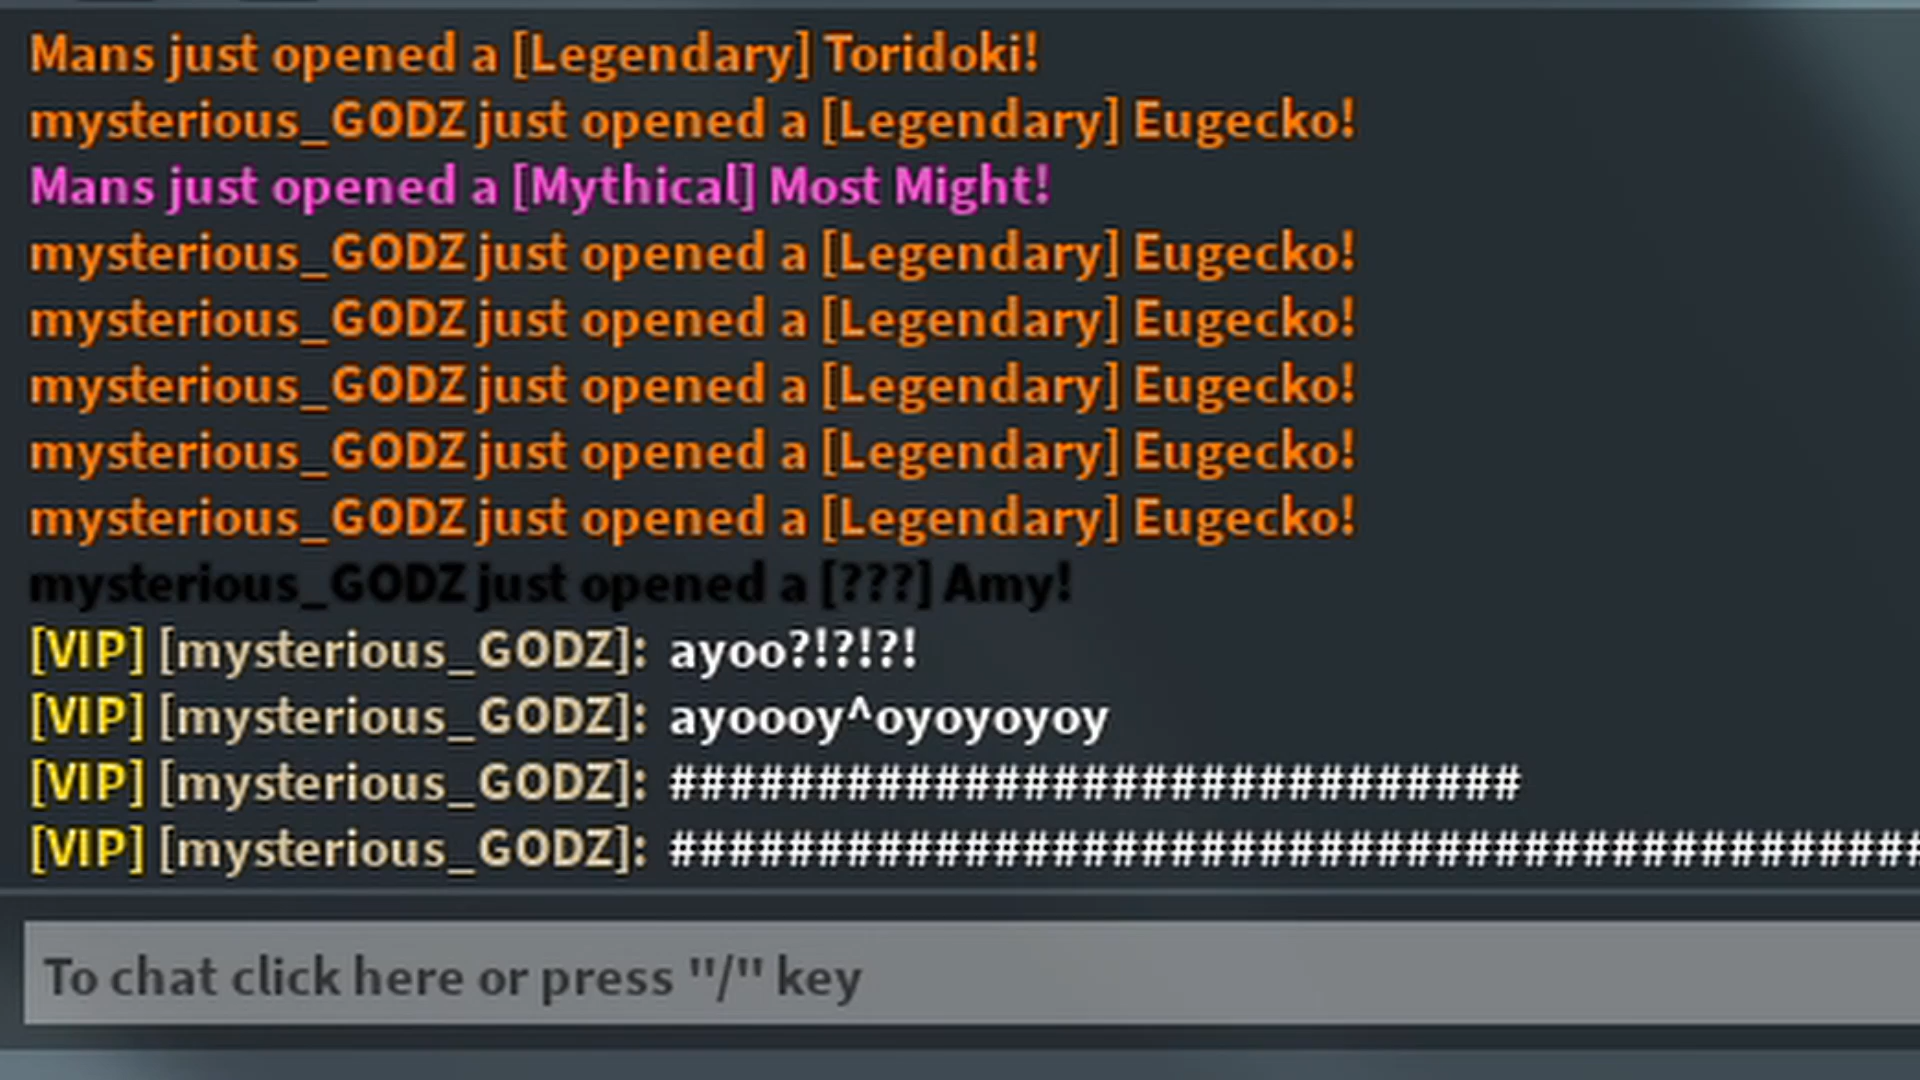 Mans just opened a [Legendary] Toridoki!
mysterious_GODZ just opened a [Legendary] Eugecko!
Mans just opened a [Mythical] Most Might!
mysterious_GODZ just opened a [Legendary] Eugecko!
mysterious_GODZ just opened a [Legendary] Eugecko!
mysterious_GODZ just opened a [Legendary] Eugecko!
mysterious_GODZ just opened a [Legendary] Eugecko!
mysterious_GODZ just opened a [Legendary] Eugecko!
mysterious_GODZ just opened a [???] Amy!
[VIP] [mysterious_GODZ]: ayoo?!?!?!
[VIP] [mysterious_GODZ]: ayoooy^oyoyoyoy
[VIP] [mysterious_GODZ]: #############################
[VIP] [mysterious_GODZ]: ###########################################
To chat click here or press "/" key